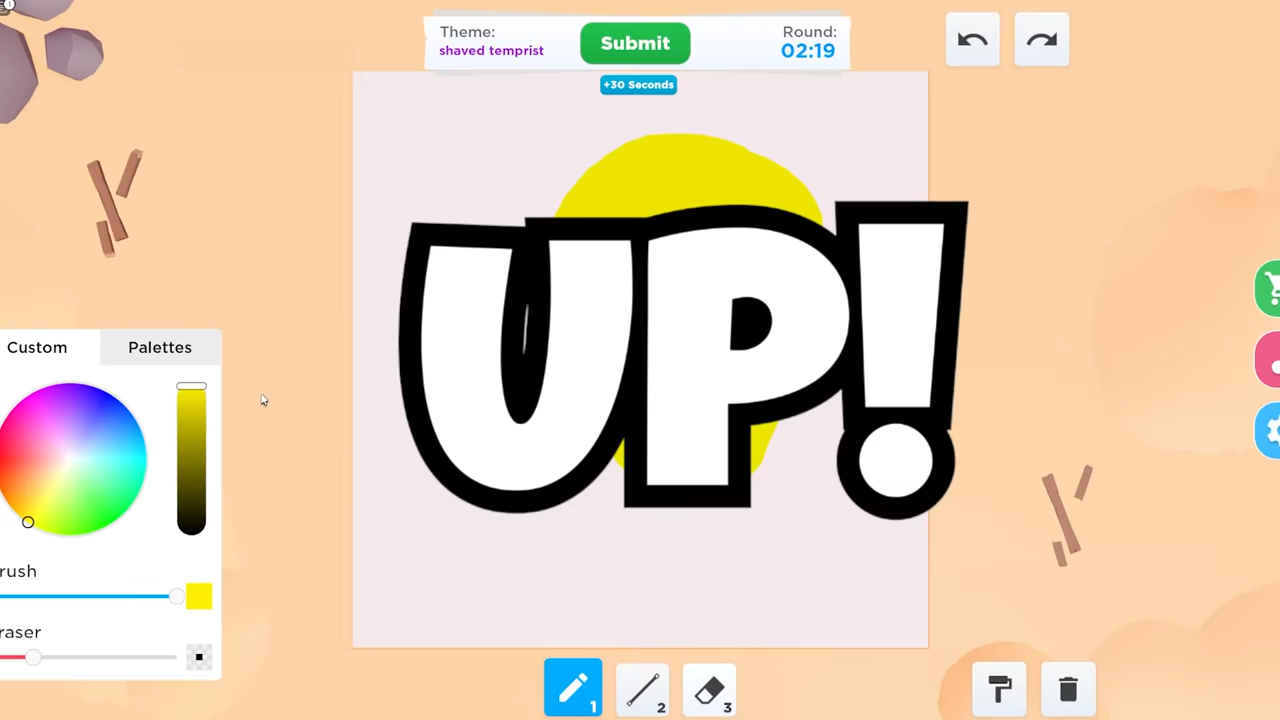 Theme:
shaved temprist
Submit
Round:
02:19
+30 Seconds
UP!
Custom
Palettes
rush
raser
1
2
3